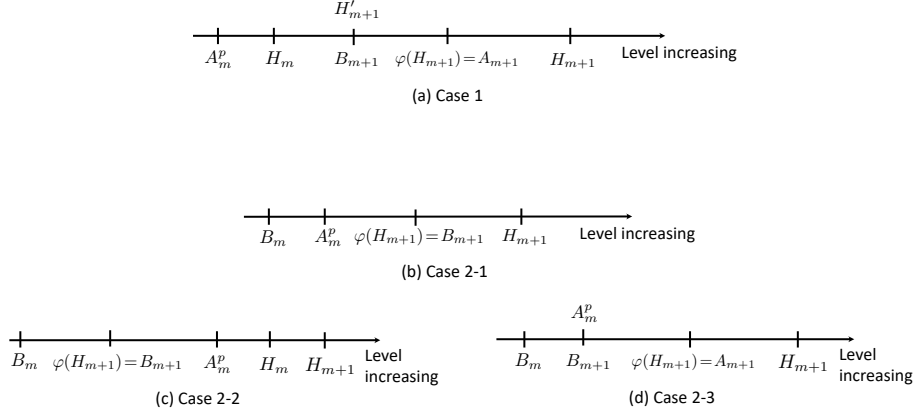 H'_{m+1}
A^p_m H_m B_{m+1} φ(H_{m+1}) = A_{m+1} H_{m+1} Level increasing
(a) Case 1
B_m A^p_m φ(H_{m+1}) = B_{m+1} H_{m+1} Level increasing
(b) Case 2-1
B_m φ(H_{m+1}) = B_{m+1} A^p_m H_m H_{m+1} Level
increasing
(c) Case 2-2
A^p_m
B_m B_{m+1} φ(H_{m+1}) = A_{m+1} H_{m+1} Level
increasing
(d) Case 2-3